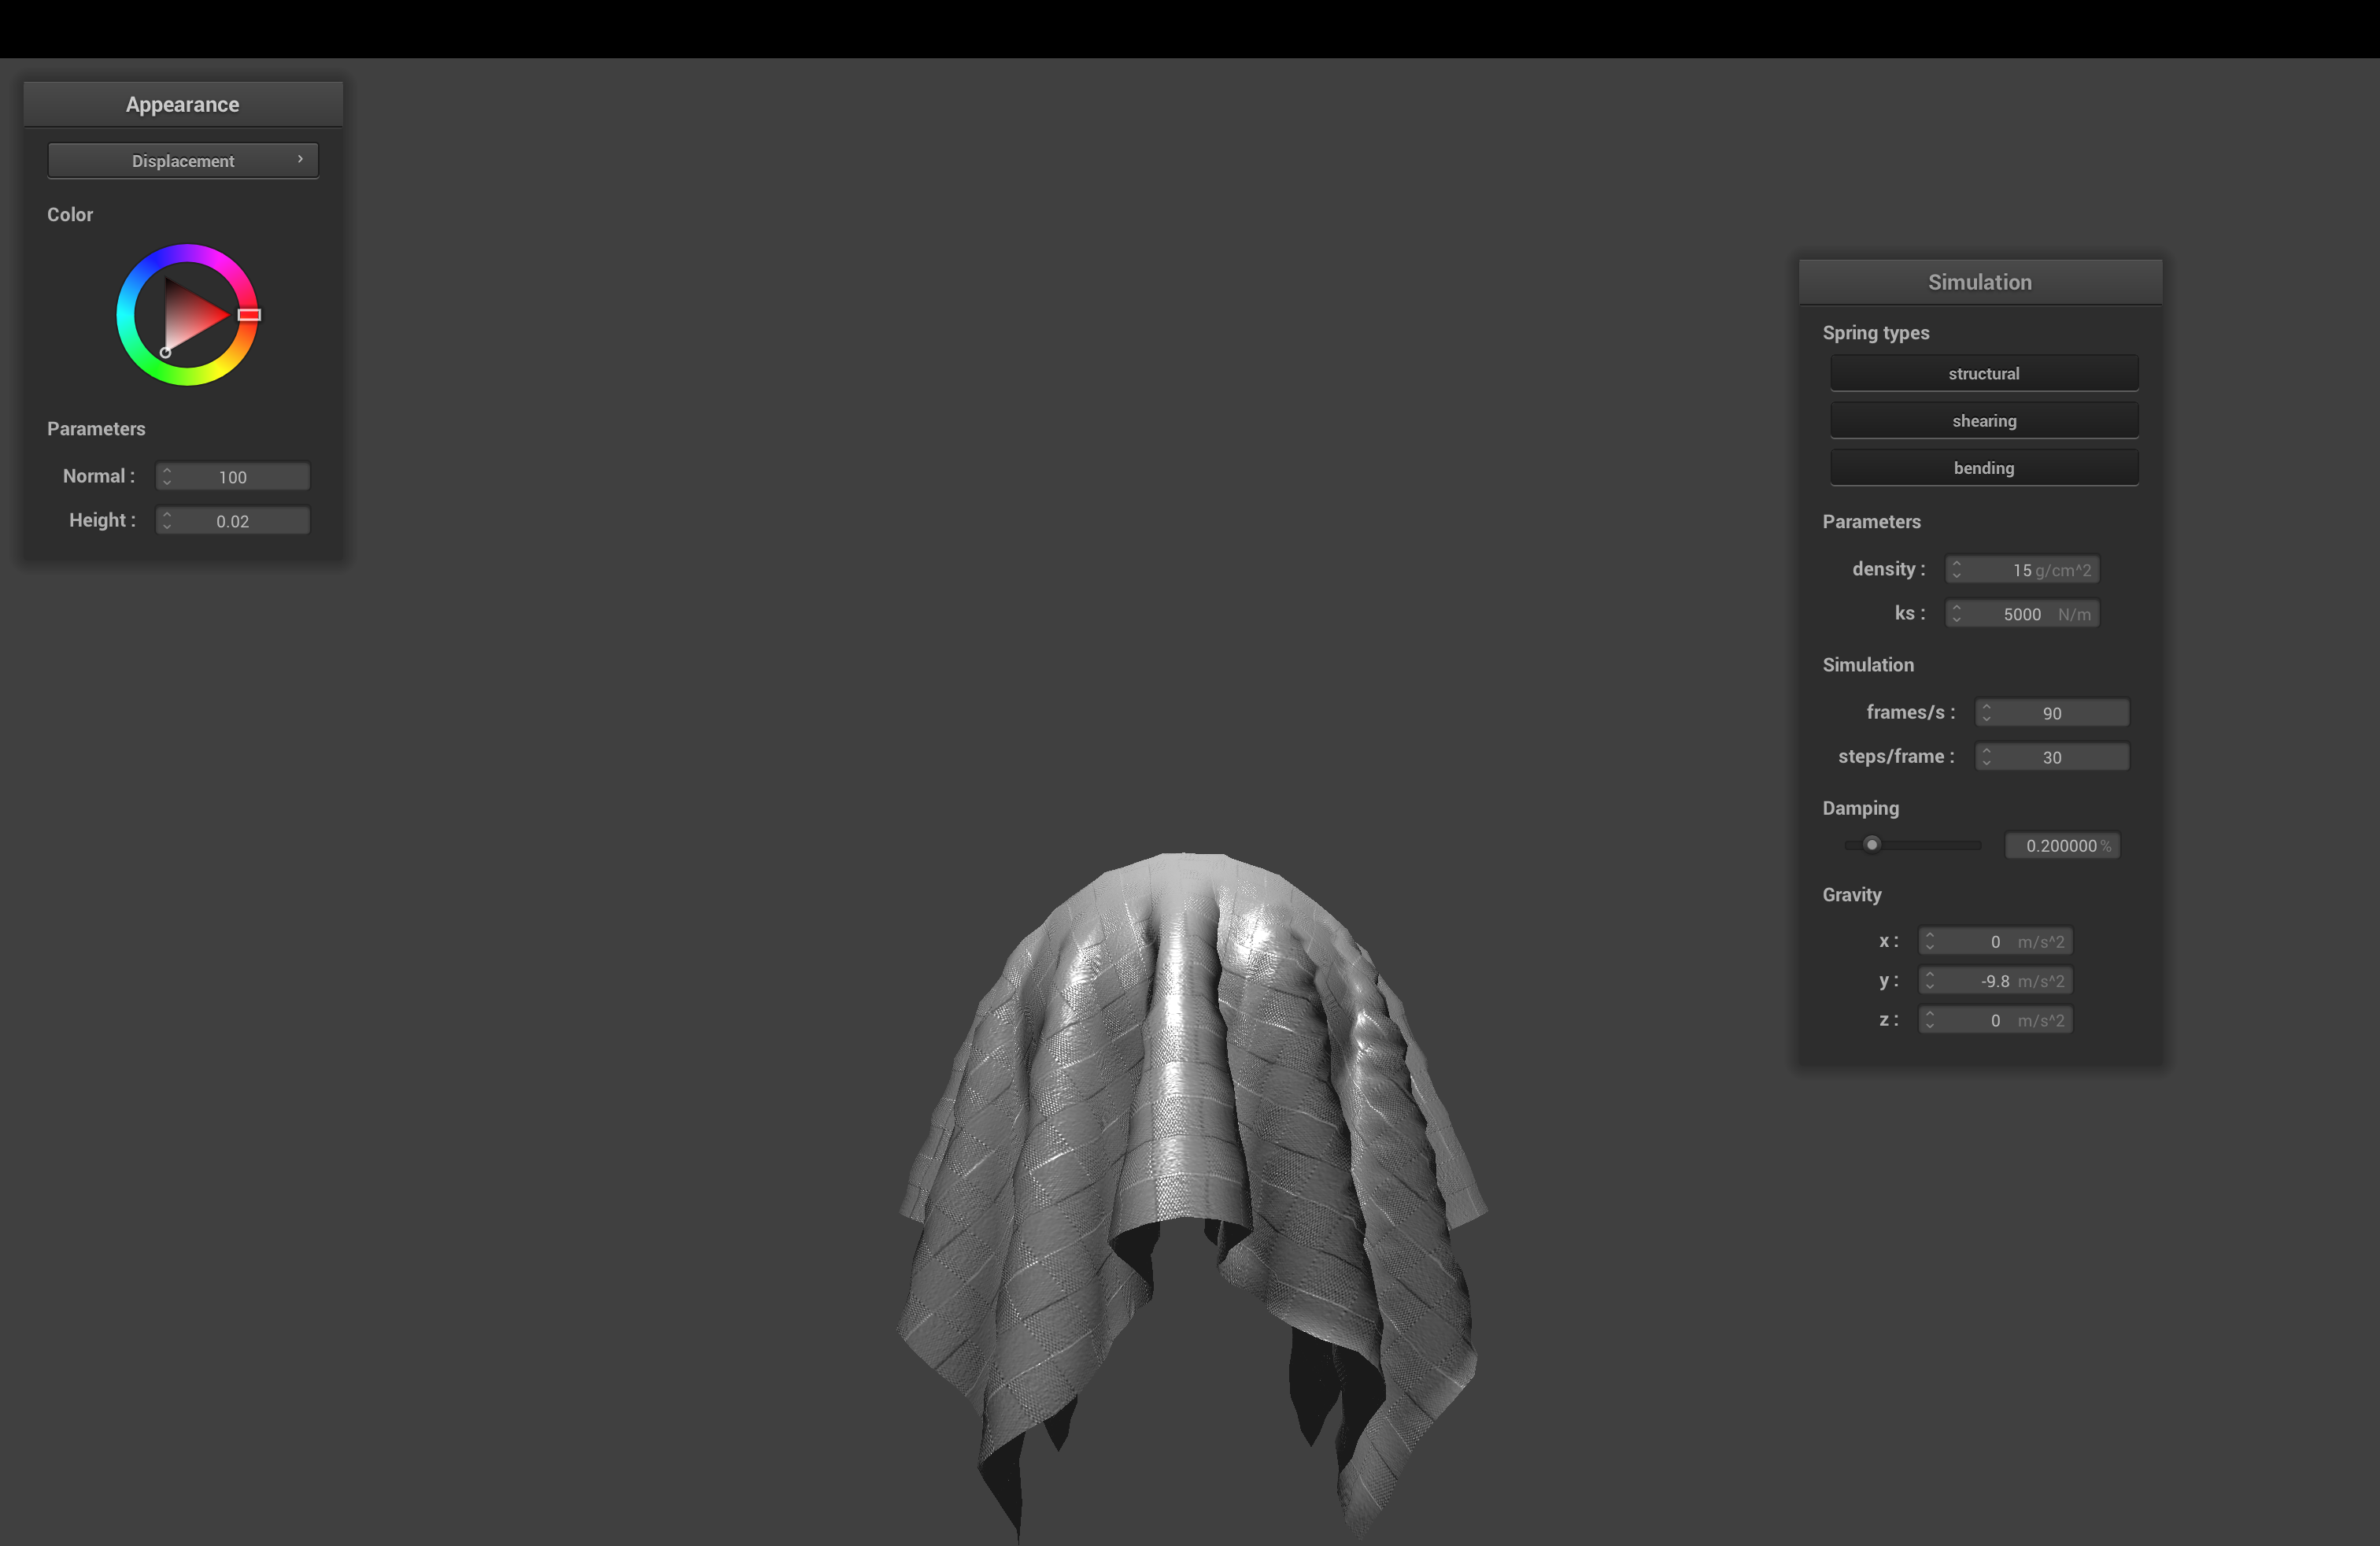 Appearance
Displacement
Color
Parameters
Normal : 100
Height : 0.02
Simulation
Spring types
structural
shearing
bending
Parameters
density : 15 g/cm^2
ks : 5000 N/m
Simulation
frames/s : 90
steps/frame : 30
Damping
0.200000 %
Gravity
x : 0 m/s^2
y : -9.8 m/s^2
z : 0 m/s^2